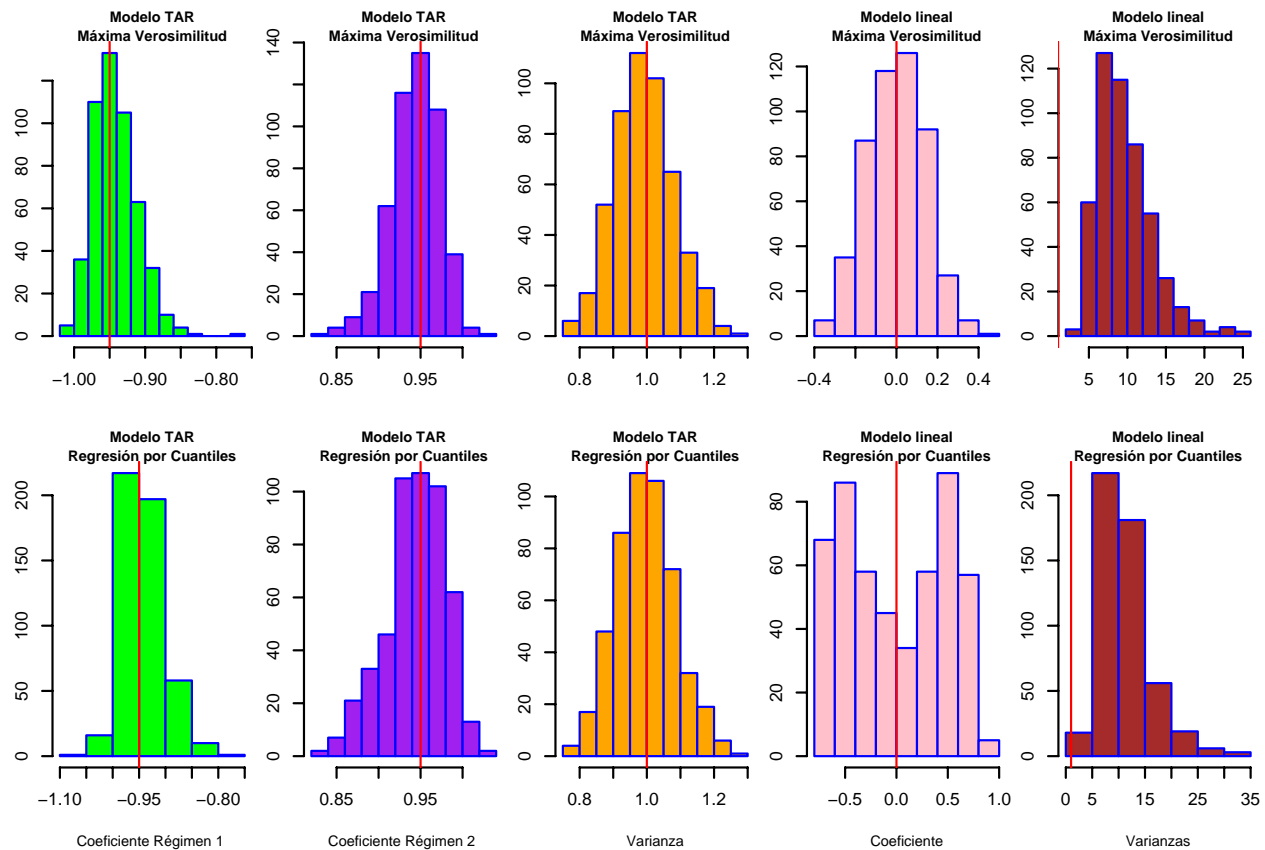 Modelo TAR
Máxima Verosimilitud
Modelo TAR
Máxima Verosimilitud
Modelo TAR
Máxima Verosimilitud
Modelo lineal
Máxima Verosimilitud
Modelo lineal
Máxima Verosimilitud
0 20 40 60 80 100
−1.00 −0.90 −0.80
0 20 40 60 80 100 140
0.85 0.95
0 20 40 60 80 100
0.8 1.0 1.2
0 20 40 60 80 100 120
−0.4 0.0 0.2 0.4
0 20 40 60 80 100 120
5 10 15 20 25
Modelo TAR
Regresión por Cuantiles
Modelo TAR
Regresión por Cuantiles
Modelo TAR
Regresión por Cuantiles
Modelo lineal
Regresión por Cuantiles
Modelo lineal
Regresión por Cuantiles
0 50 100 150 200
−1.10 −0.95 −0.80
0 20 40 60 80 100
0.85 0.95
0 20 40 60 80 100
0.8 1.0 1.2
0 20 40 60 80
−0.5 0.0 0.5 1.0
0 50 100 150 200
0 5 15 25 35
Coeficiente Régimen 1
Coeficiente Régimen 2
Varianza
Coeficiente
Varianzas